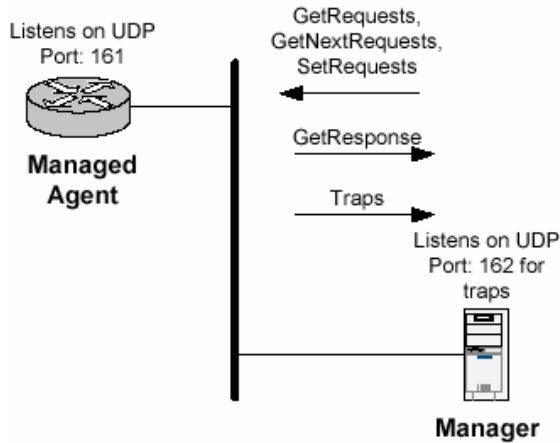 Listens on UDP
Port: 161
Managed
Agent
GetRequests,
GetNextRequests,
SetRequests
GetResponse
Traps
Listens on UDP
Port: 162 for
traps
Manager